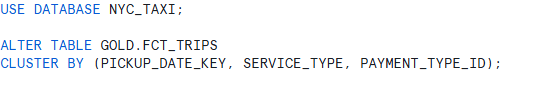 USE DATABASE NYC_TAXI;
ALTER TABLE GOLD.FCT_TRIPS
CLUSTER BY (PICKUP_DATE_KEY, SERVICE_TYPE, PAYMENT_TYPE_ID);